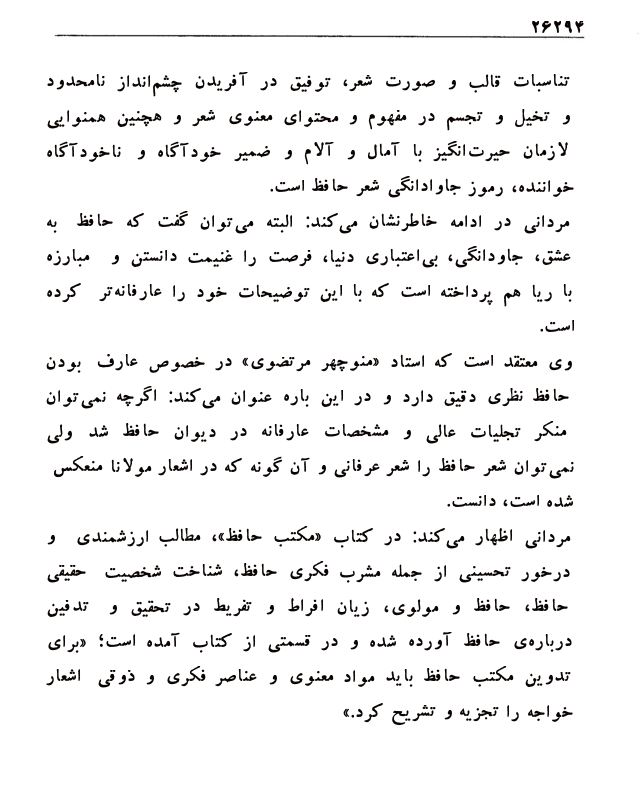 ۲۶۲۹۴
تناسبات قالب و صورت شعر، توفیق در آفریدن چشم‌انداز نامحدود
و تخیل و تجسم در مفهوم و محتوای معنوی شعر و هچنین همنوایی
لازمان حیرت‌انگیز با آمال و آلام و ضمیر خودآگاه و ناخودآگاه
خواننده، رموز جاوادانگی شعر حافظ است.
مردانی در ادامه خاطرنشان می‌کند: البته می‌توان گفت که حافظ به
عشق، جاودانگی، بی‌اعتباری دنیا، فرصت را غنیمت دانستن و مبارزه
با ریا هم پرداخته است که با این توضیحات خود را عارفانه‌تر کرده
است.
وی معتقد است که استاد «منوچهر مرتضوی» در خصوص عارف بودن
حافظ نظری دقیق دارد و در این باره عنوان می‌کند: اگرچه نمی‌توان
منکر تجلیات عالی و مشخصات عارفانه در دیوان حافظ شد ولی
نمی‌توان شعر حافظ را شعر عرفانی و آن گونه که در اشعار مولانا منعکس
شده است، دانست.
مردانی اظهار می‌کند: در کتاب «مکتب حافظ»، مطالب ارزشمندی و
درخور تحسینی از جمله مشرب فکری حافظ، شناخت شخصیت حقیقی
حافظ، حافظ و مولوی، زیان افراط و تفریط در تحقیق و تدفین
درباره‌ی حافظ آورده شده و در قسمتی از کتاب آمده است؛ «برای
تدوین مکتب حافظ باید مواد معنوی و عناصر فکری و ذوقی اشعار
خواجه را تجزیه و تشریح کرد.»